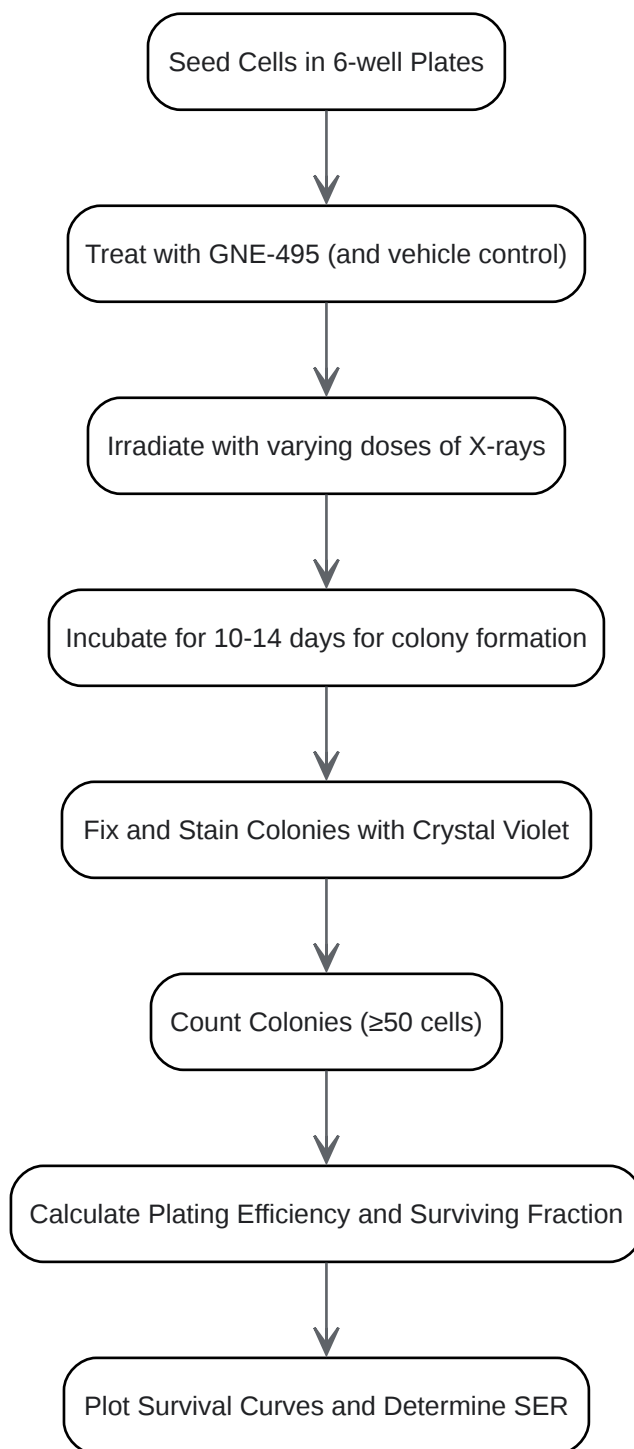 Seed Cells in 6-well Plates
Treat with GNE-495 (and vehicle control)
Irradiate with varying doses of X-rays
Incubate for 10-14 days for colony formation
Fix and Stain Colonies with Crystal Violet
Count Colonies (≥50 cells)
Calculate Plating Efficiency and Surviving Fraction
Plot Survival Curves and Determine SER